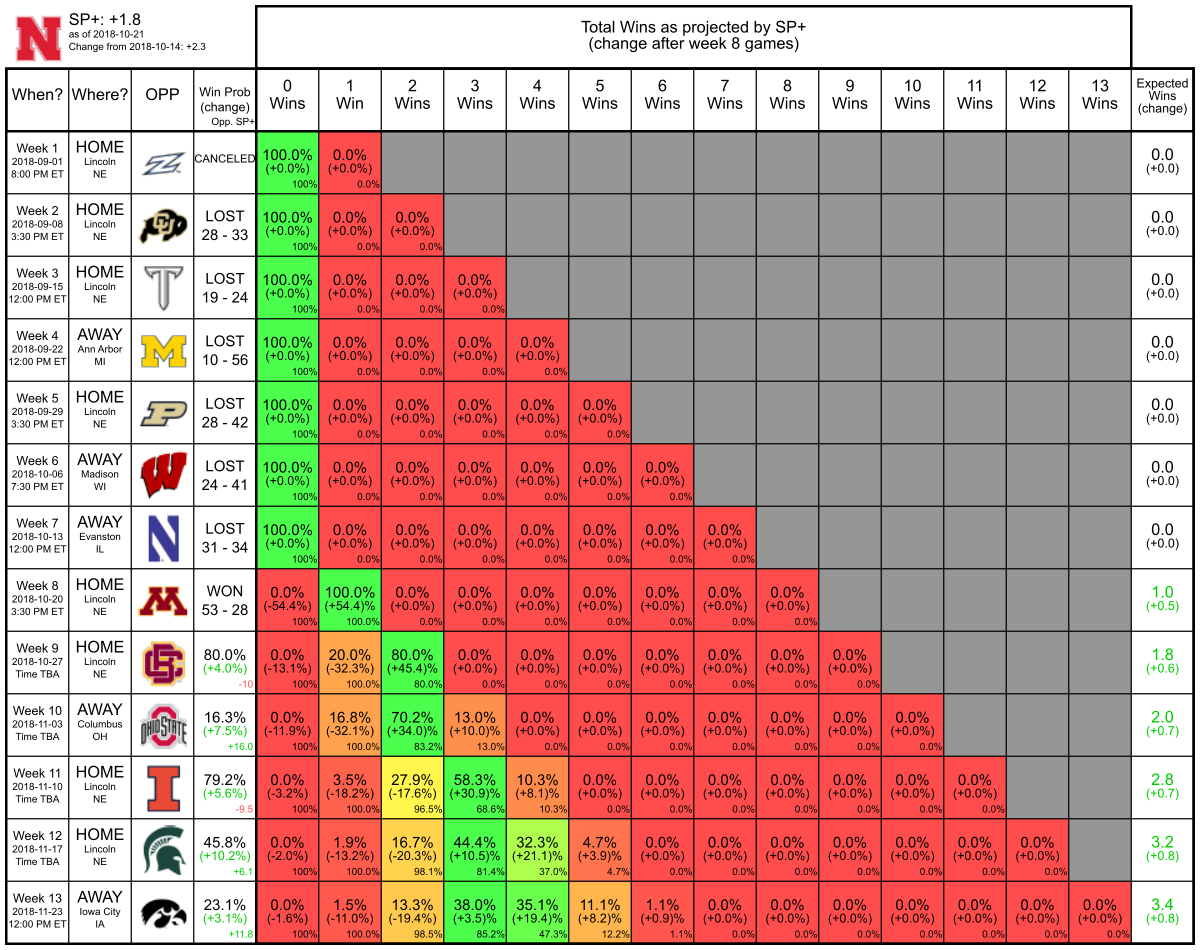 N
SP+: +1.8
as of 2018-10-21
Change from 2018-10-14: +2.3
Total Wins as projected by SP+
(change after week 8 games)
When? Where? OPP
Win Prob
(change)
Opp. SP+
0 1 2 3 4 5 6 7 8 9 10 11 12 13
Wins Win Wins Wins Wins Wins Wins Wins Wins Wins Wins Wins Wins Wins
Expected
Wins
(change)
Week 1
2018-09-01
8:00 PM ET
HOME
Lincoln
NE
Z
CANCELED
100.0% 0.0% 0.0
(+0.0%) (+0.0%) (+0.0)
100% 0.0%
Week 2
2018-09-08
3:30 PM ET
HOME
Lincoln
NE
CU
LOST
28 - 33
100.0% 0.0% 0.0% 0.0
(+0.0%) (+0.0%) (+0.0%) (+0.0)
100% 0.0% 0.0%
Week 3
2018-09-15
12:00 PM ET
HOME
Lincoln
NE
T
LOST
19 - 24
100.0% 0.0% 0.0% 0.0% 0.0
(+0.0%) (+0.0%) (+0.0%) (+0.0%) (+0.0)
100% 0.0% 0.0% 0.0%
Week 4
2018-09-22
12:00 PM ET
AWAY
Ann Arbor
MI
M
LOST
10 - 56
100.0% 0.0% 0.0% 0.0% 0.0% 0.0
(+0.0%) (+0.0%) (+0.0%) (+0.0%) (+0.0%) (+0.0)
100% 0.0% 0.0% 0.0% 0.0%
Week 5
2018-09-29
3:30 PM ET
HOME
Lincoln
NE
P
LOST
28 - 42
100.0% 0.0% 0.0% 0.0% 0.0% 0.0% 0.0
(+0.0%) (+0.0%) (+0.0%) (+0.0%) (+0.0%) (+0.0%) (+0.0)
100% 0.0% 0.0% 0.0% 0.0% 0.0%
Week 6
2018-10-06
7:30 PM ET
AWAY
Madison
WI
W
LOST
24 - 41
100.0% 0.0% 0.0% 0.0% 0.0% 0.0% 0.0% 0.0
(+0.0%) (+0.0%) (+0.0%) (+0.0%) (+0.0%) (+0.0%) (+0.0%) (+0.0)
100% 0.0% 0.0% 0.0% 0.0% 0.0% 0.0%
Week 7
2018-10-13
12:00 PM ET
AWAY
Evanston
IL
N
LOST
31 - 34
100.0% 0.0% 0.0% 0.0% 0.0% 0.0% 0.0% 0.0% 0.0
(+0.0%) (+0.0%) (+0.0%) (+0.0%) (+0.0%) (+0.0%) (+0.0%) (+0.0%) (+0.0)
100% 0.0% 0.0% 0.0% 0.0% 0.0% 0.0% 0.0%
Week 8
2018-10-20
3:30 PM ET
HOME
Lincoln
NE
M
WON
53 - 28
0.0% 100.0% 0.0% 0.0% 0.0% 0.0% 0.0% 0.0% 0.0% 1.0
(-54.4%) (+54.4)% (+0.0%) (+0.0%) (+0.0%) (+0.0%) (+0.0%) (+0.0%) (+0.0%) (+0.5)
100% 100.0% 0.0% 0.0% 0.0% 0.0% 0.0% 0.0% 0.0%
Week 9
2018-10-27
Time TBA
HOME
Lincoln
NE
BC
80.0%
(+4.0%)
-10
0.0% 20.0% 80.0% 0.0% 0.0% 0.0% 0.0% 0.0% 0.0% 0.0% 1.8
(-13.1%) (-32.3%) (+45.4)% (+0.0%) (+0.0%) (+0.0%) (+0.0%) (+0.0%) (+0.0%) (+0.0%) (+0.6)
100% 100.0% 80.0% 0.0% 0.0% 0.0% 0.0% 0.0% 0.0% 0.0%
Week 10
2018-11-03
Time TBA
AWAY
Columbus
OH
OHIO STATE
16.3%
(+7.5%)
+16.0
0.0% 16.8% 70.2% 13.0% 0.0% 0.0% 0.0% 0.0% 0.0% 0.0% 0.0% 2.0
(-11.9%) (-32.1%) (+34.0)% (+10.0)% (+0.0%) (+0.0%) (+0.0%) (+0.0%) (+0.0%) (+0.0%) (+0.0%) (+0.7)
100% 100.0% 83.2% 13.0% 0.0% 0.0% 0.0% 0.0% 0.0% 0.0% 0.0%
Week 11
2018-11-10
Time TBA
HOME
Lincoln
NE
I
79.2%
(+5.6%)
-9.5
0.0% 3.5% 27.9% 58.3% 10.3% 0.0% 0.0% 0.0% 0.0% 0.0% 0.0% 0.0% 2.8
(-3.2%) (-18.2%) (-17.6%) (+30.9)% (+8.1)% (+0.0%) (+0.0%) (+0.0%) (+0.0%) (+0.0%) (+0.0%) (+0.0%) (+0.7)
100% 100.0% 96.5% 68.6% 10.3% 0.0% 0.0% 0.0% 0.0% 0.0% 0.0% 0.0%
Week 12
2018-11-17
Time TBA
HOME
Lincoln
NE
45.8%
(+10.2%)
+6.1
0.0% 1.9% 16.7% 44.4% 32.3% 4.7% 0.0% 0.0% 0.0% 0.0% 0.0% 0.0% 0.0% 3.2
(-2.0%) (-13.2%) (-20.3%) (+10.5)% (+21.1)% (+3.9)% (+0.0%) (+0.0%) (+0.0%) (+0.0%) (+0.0%) (+0.0%) (+0.0%) (+0.8)
100% 100.0% 98.1% 81.4% 37.0% 4.7% 0.0% 0.0% 0.0% 0.0% 0.0% 0.0% 0.0%
Week 13
2018-11-23
12:00 PM ET
AWAY
Iowa City
IA
23.1%
(+3.1%)
+11.8
0.0% 1.5% 13.3% 38.0% 35.1% 11.1% 1.1% 0.0% 0.0% 0.0% 0.0% 0.0% 0.0% 0.0% 3.4
(-1.6%) (-11.0%) (-19.4%) (+3.5)% (+19.4)% (+8.2)% (+0.9)% (+0.0%) (+0.0%) (+0.0%) (+0.0%) (+0.0%) (+0.0%) (+0.0%) (+0.8)
100% 100.0% 98.5% 85.2% 47.3% 12.2% 1.1% 0.0% 0.0% 0.0% 0.0% 0.0% 0.0% 0.0%